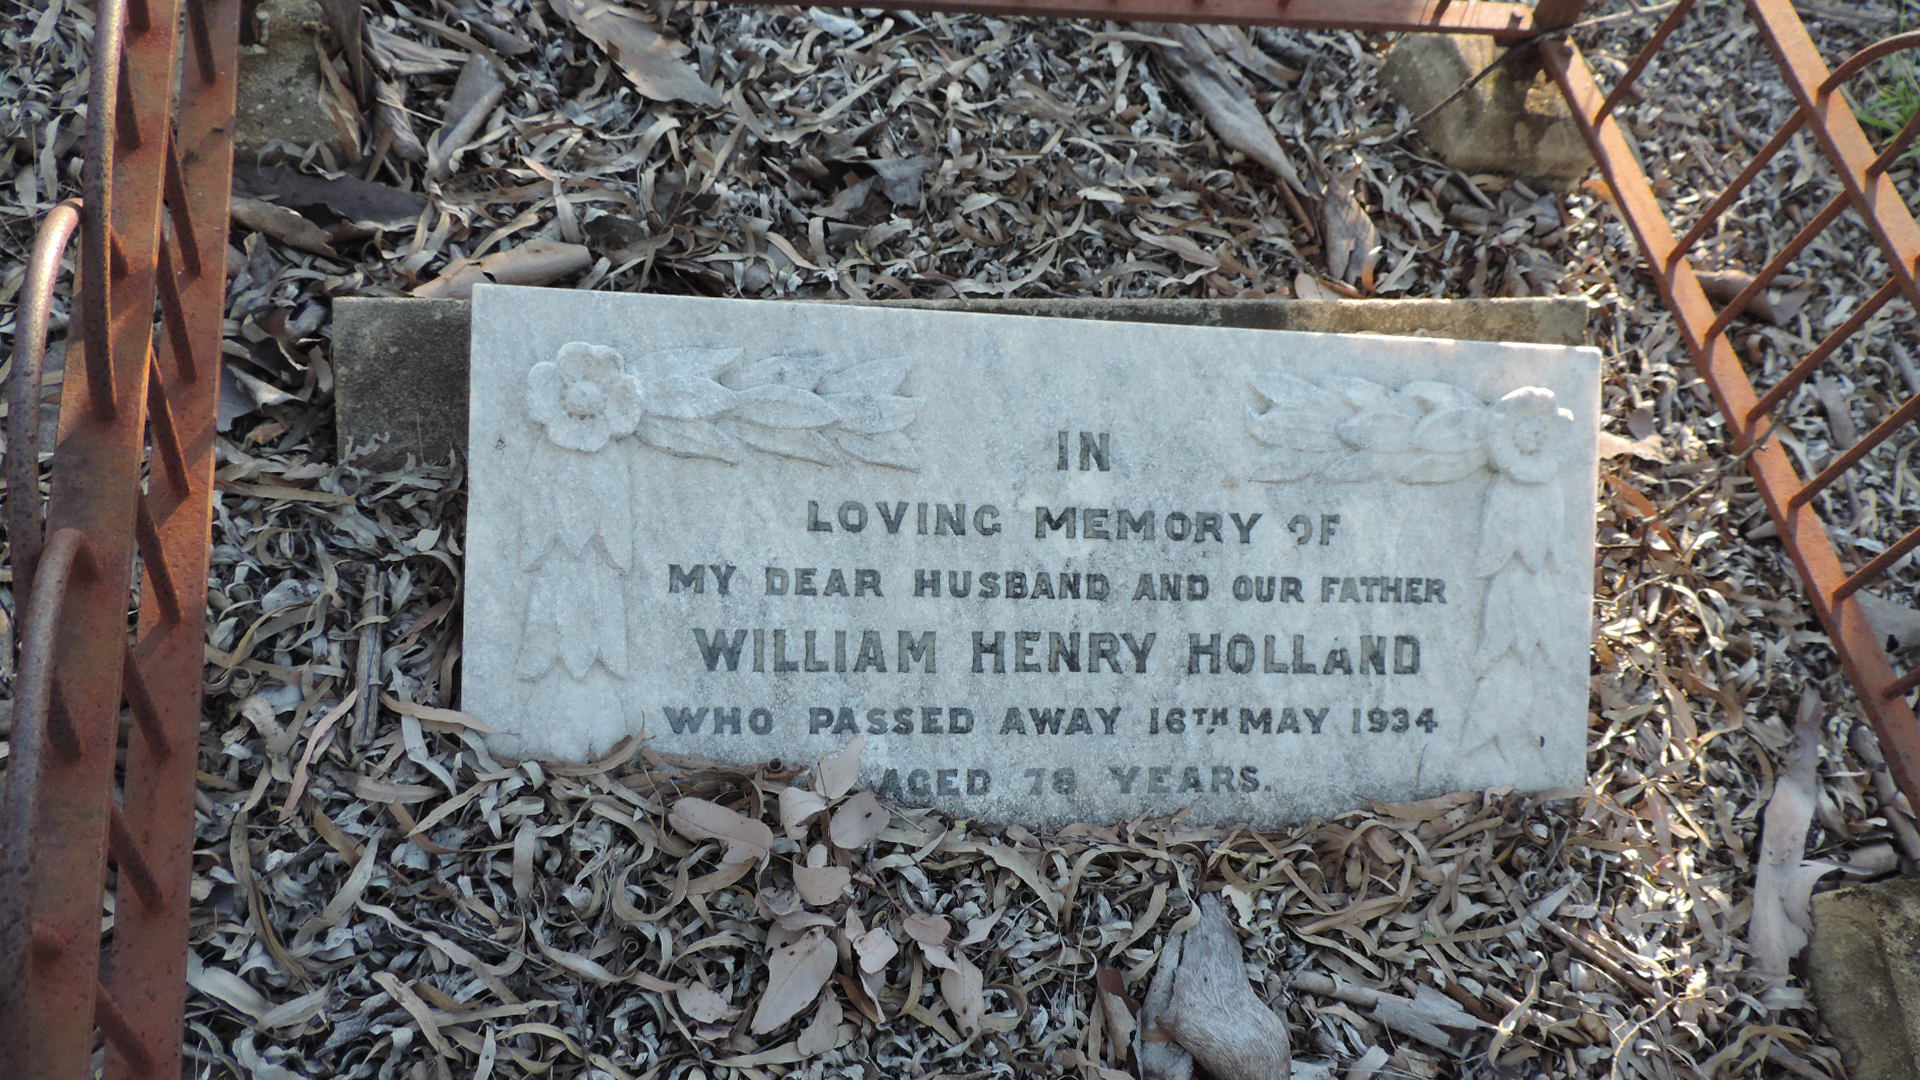 IN
LOVING MEMORY OF
MY DEAR HUSBAND AND OUR FATHER
WILLIAM HENRY HOLLAND
WHO PASSED AWAY 16TH MAY 1934
AGED 78 YEARS.